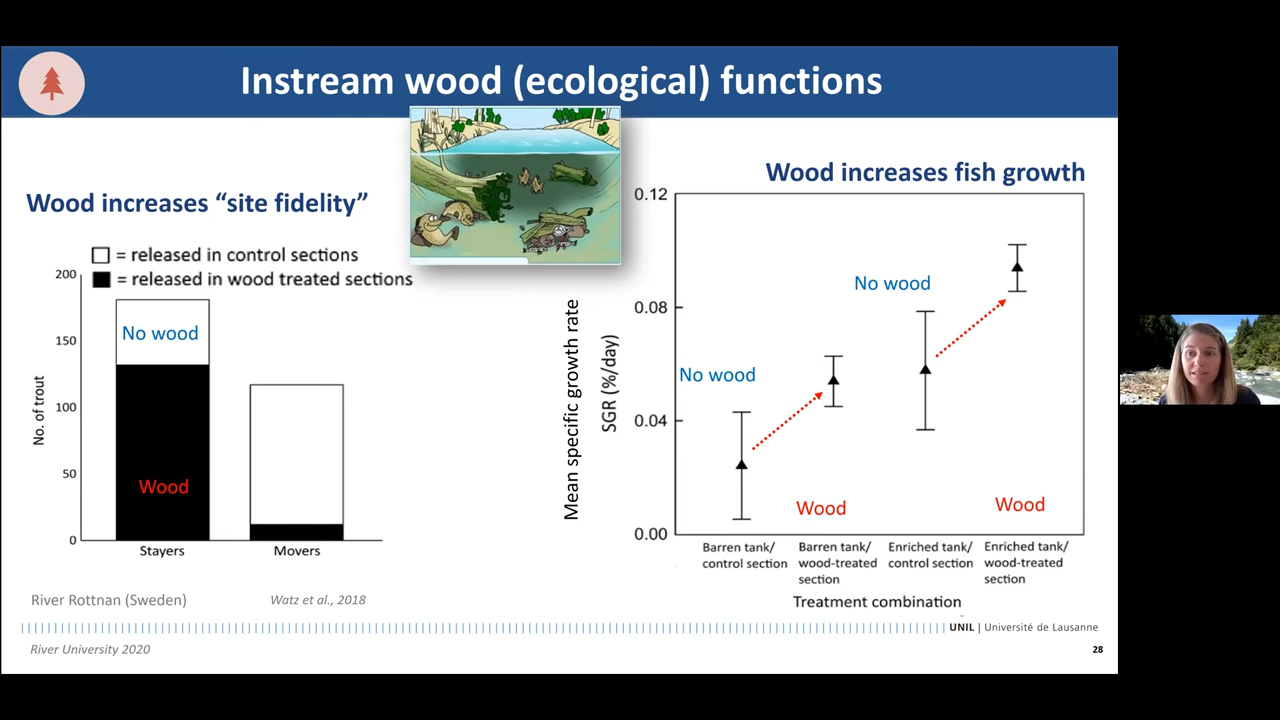 Instream wood (ecological) functions
Wood increases “site fidelity”
= released in control sections
= released in wood treated sections
200
150
100
50
0
No. of trout
No wood
Wood
Stayers
Movers
River Rottnan (Sweden)
Watz et al., 2018
Wood increases fish growth
0.12
0.08
0.04
0.00
Mean specific growth rate
SGR (%/day)
No wood
No wood
Wood
Wood
Barren tank/
control section
Barren tank/
wood-treated
section
Enriched tank/
control section
Enriched tank/
wood-treated
section
Treatment combination
UNIL | Université de Lausanne
River University 2020
28